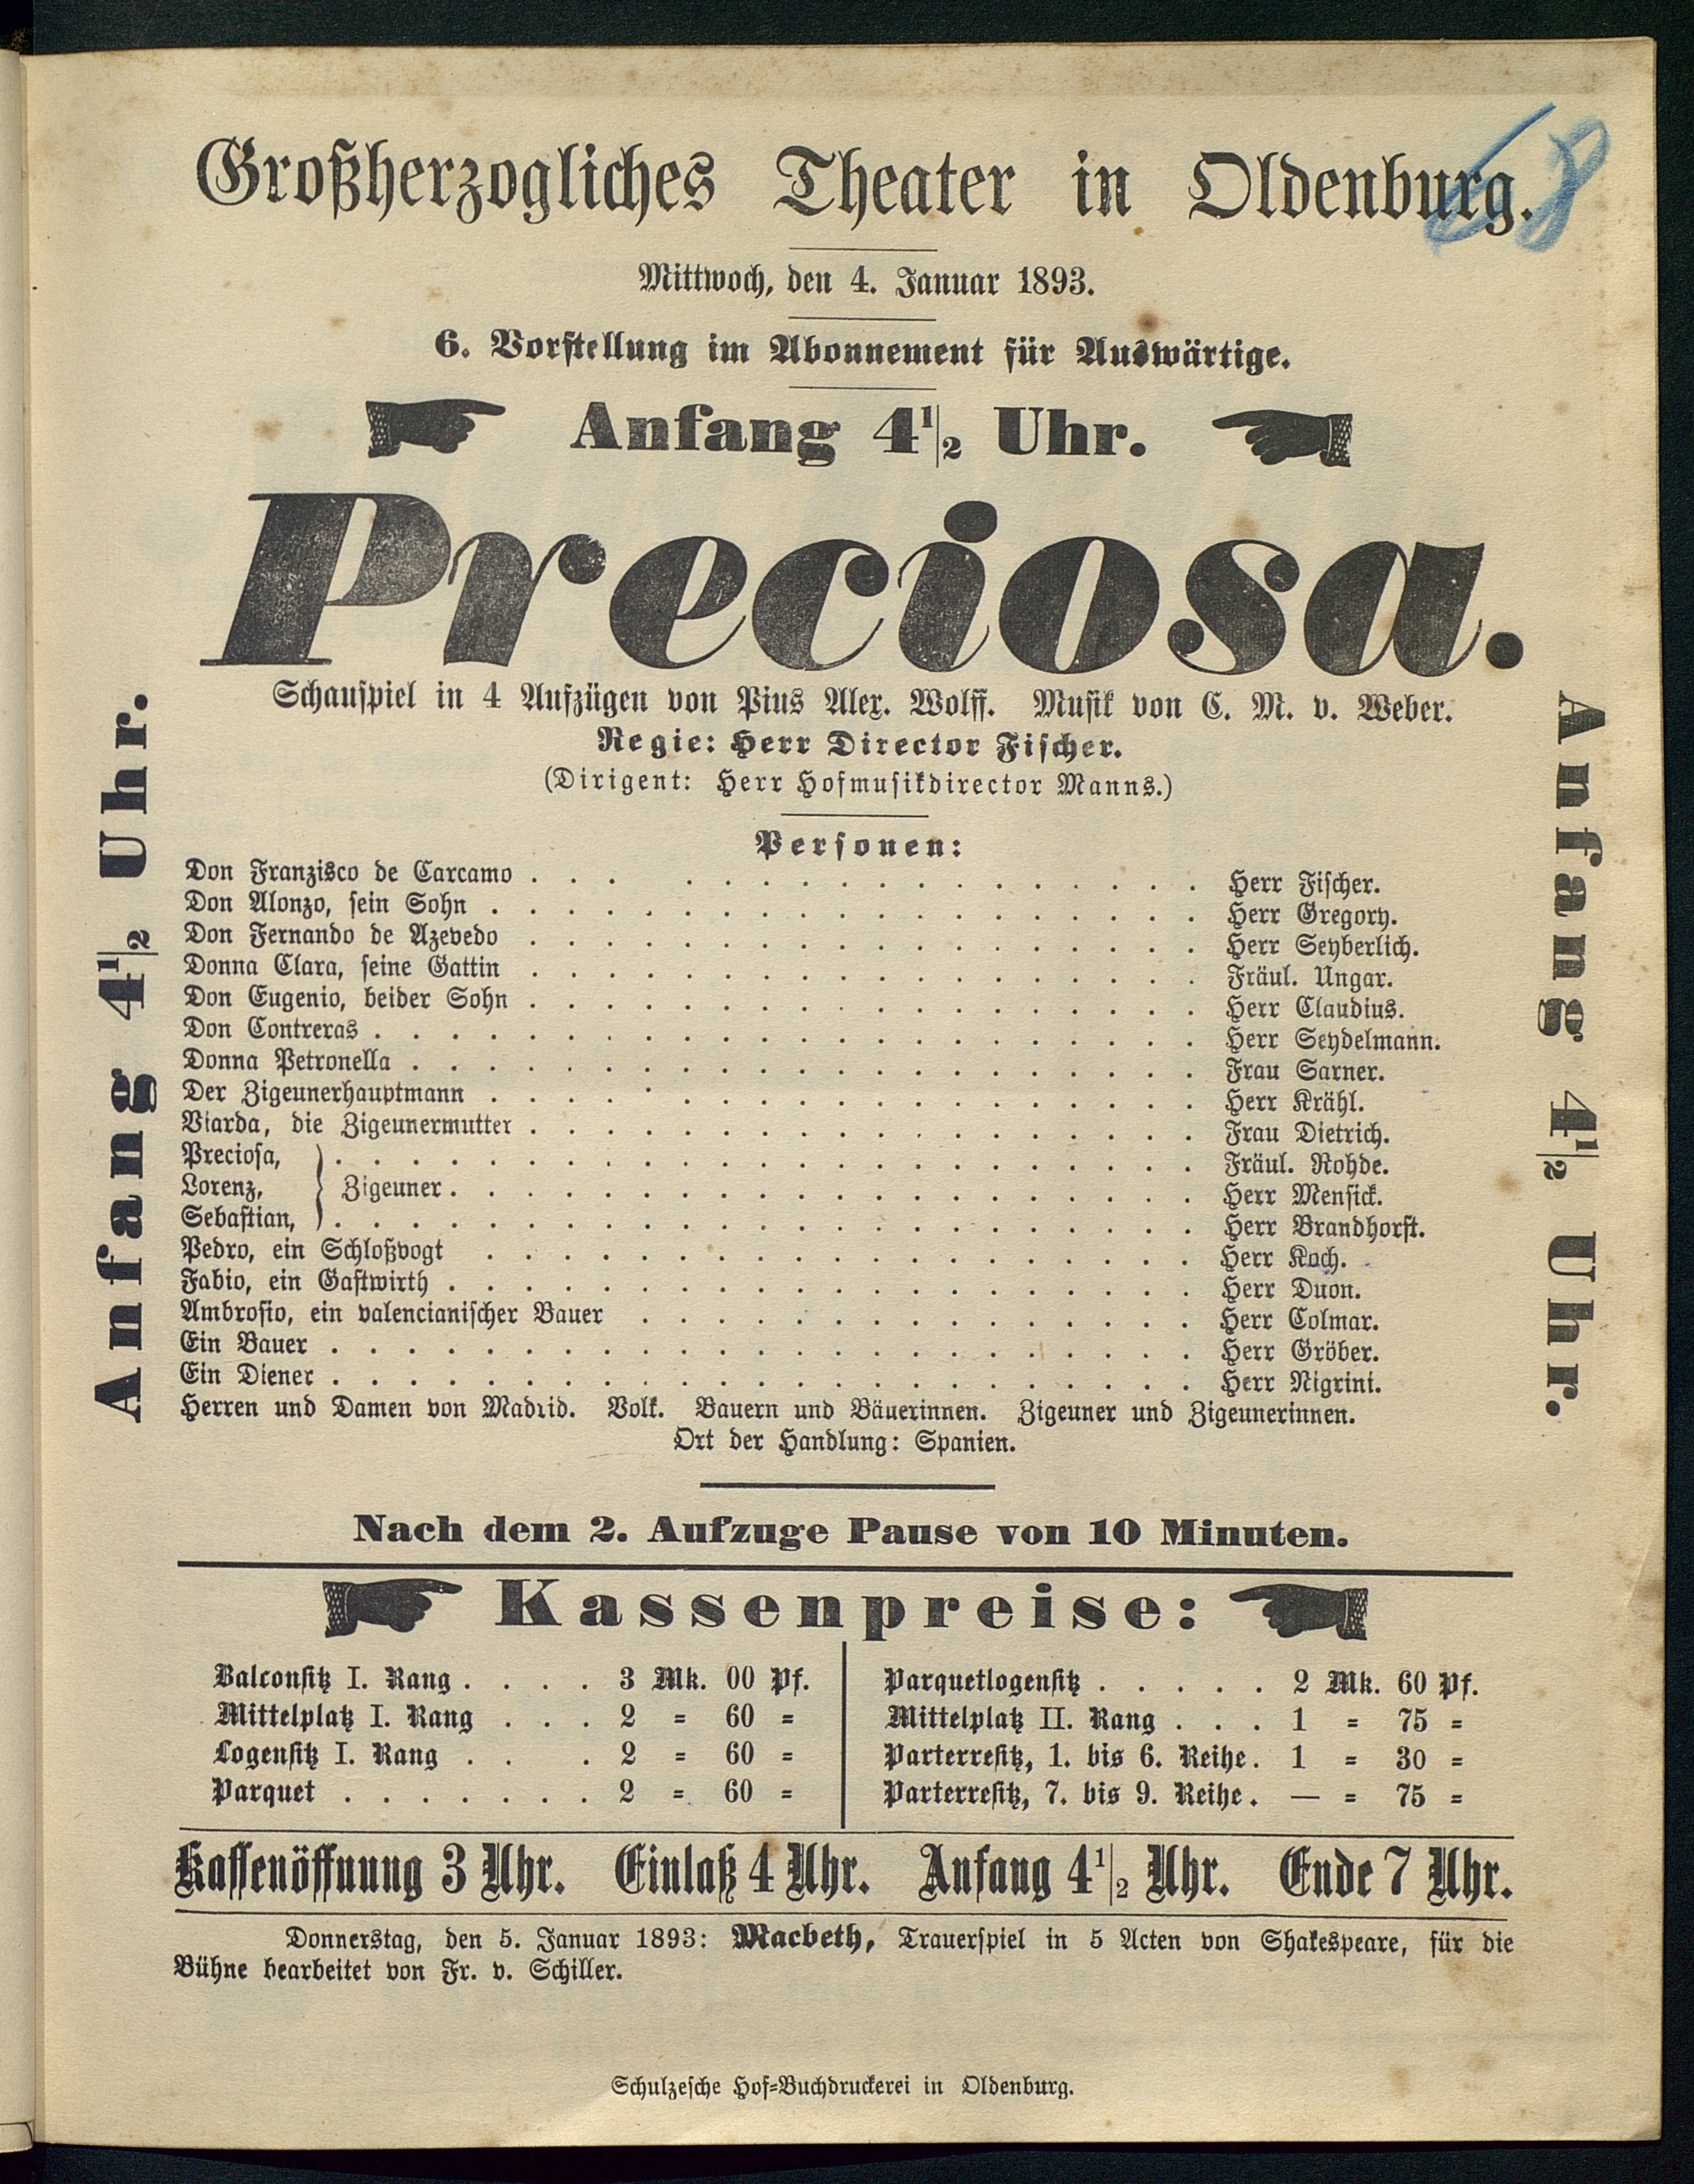 68
Großherzogliches Theater in Oldenburg.
Mittwoch, den 4. Januar 1893.
6. Vorstellung im Abonnement für Auswärtige.
Anfang 4 1/2 Uhr.
Preciosa.
Schauspiel in 4 Aufzügen von Pius Alex. Wolff. Musik von C. M. v. Weber.
Regie: Herr Director Fischer.
(Dirigent: Herr Hofmusikdirector Manns.)
Anfang 4 1/2 Uhr.
Anfang 4 1/2 Uhr.
Personen:
Don Franzisco de Carcamo . . . . . . . . . . Herr Fischer.
Don Alonzo, sein Sohn . . . . . . . . . . Herr Gregory.
Don Fernando de Azevedo . . . . . . . . . . Herr Seyberlich.
Donna Clara, seine Gattin . . . . . . . . . . Fräul. Ungar.
Don Eugenio, beider Sohn . . . . . . . . . . Herr Claudius.
Don Contreras . . . . . . . . . . Herr Seydelmann.
Donna Petronella . . . . . . . . . . Frau Sarner.
Der Zigeunerhauptmann . . . . . . . . . . Herr Krähl.
Viarda, die Zigeunermutter . . . . . . . . . . Frau Dietrich.
Preciosa, . . . . . . . . . . Fräul. Rohde.
Lorenz, } Zigeuner . . . . . . . . . . Herr Mensick.
Sebastian, . . . . . . . . . . Herr Brandhorst.
Pedro, ein Schloßvogt . . . . . . . . . . Herr Koch.
Fabio, ein Gastwirth . . . . . . . . . . Herr Duon.
Ambrosio, ein valencianischer Bauer . . . . . . . . . . Herr Colmar.
Ein Bauer . . . . . . . . . . Herr Gröber.
Ein Diener . . . . . . . . . . Herr Nigrini.
Herren und Damen von Madrid. Volk. Bauern und Bäuerinnen. Zigeuner und Zigeunerinnen.
Ort der Handlung: Spanien.
Nach dem 2. Aufzuge Pause von 10 Minuten.
Kassenpreise:
Balconsitz I. Rang . . . . 3 Mk. 00 Pf.
Mittelplatz I. Rang . . . 2 = 60 =
Logensitz I. Rang . . . 2 = 60 =
Parquet . . . . . . . 2 = 60 =
Parquetlogensitz . . . . . 2 Mk. 60 Pf.
Mittelplatz II. Rang . . . 1 = 75 =
Parterresitz, 1. bis 6. Reihe. 1 = 30 =
Parterresitz, 7. bis 9. Reihe. — = 75 =
Kassenöffnung 3 Uhr. Einlaß 4 Uhr. Anfang 4 1/2 Uhr. Ende 7 Uhr.
Donnerstag, den 5. Januar 1893: Macbeth, Trauerspiel in 5 Acten von Shakespeare, für die
Bühne bearbeitet von Fr. v. Schiller.
Schulzesche Hof=Buchdruckerei in Oldenburg.